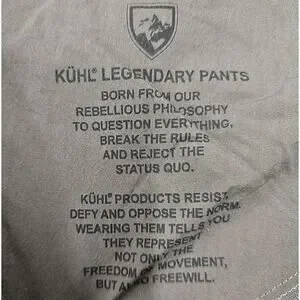 KÜHL® LEGENDARY PANTS
BORN FROM OUR
REBELLIOUS PHILOSOPHY
TO QUESTION EVERYTHING,
BREAK THE RULES
AND REJECT THE
STATUS QUO.
KÜHL® PRODUCTS RESIST,
DEFY AND OPPOSE THE NORM.
WEARING THEM TELLS YOU
THEY REPRESENT
NOT ONLY THE
FREEDOM OF MOVEMENT,
BUT ALSO FREEWILL.